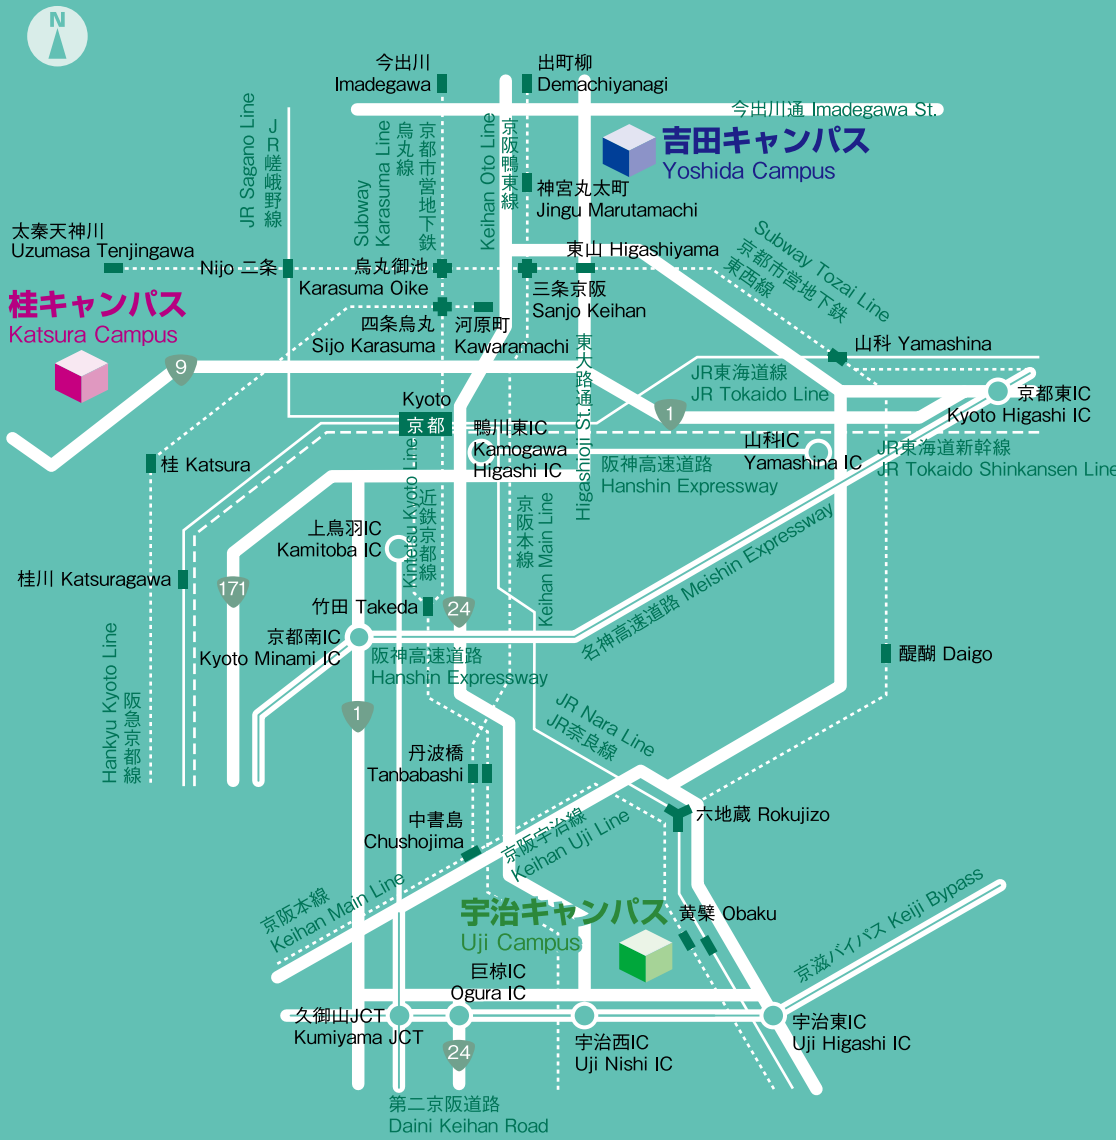 N
今出川
Imadegawa
出町柳
Demachiyanagi
今出川通 Imadegawa St.
吉田キャンパス
Yoshida Campus
JR Sagano Line
JR嵯峨野線
Subway
Karasuma Line
烏丸線
京都市営地下鉄
Keihan Oto Line
京阪鴨東線
神宮丸太町
Jingu Marutamachi
太秦天神川
Uzumasa Tenjingawa
Nijo 二条
烏丸御池
Karasuma Oike
東山 Higashiyama
三条京阪
Sanjo Keihan
Subway Tozai Line
京都市営地下鉄
東西線
桂キャンパス
Katsura Campus
四条烏丸
Sijo Karasuma
河原町
Kawaramachi
東大路通
Higashioji St.
山科 Yamashina
9
JR東海道線
JR Tokaido Line
1
京都東IC
Kyoto Higashi IC
Kyoto
京都
鴨川東IC
Kamogawa
Higashi IC
阪神高速道路
Hanshin Expressway
山科IC
Yamashina IC
JR東海道新幹線
JR Tokaido Shinkansen Line
桂 Katsura
上鳥羽IC
Kamitoba IC
Kintetsu Kyoto Line
近鉄京都線
京阪本線
Keihan Main Line
桂川 Katsuragawa
171
竹田 Takeda
24
京都南IC
Kyoto Minami IC
阪神高速道路
Hanshin Expressway
名神高速道路 Meishin Expressway
醍醐 Daigo
Hankyu Kyoto Line
阪急京都線
1
JR Nara Line
JR奈良線
丹波橋
Tanbabashi
中書島
Chushojima
京阪宇治線
Keihan Uji Line
六地蔵 Rokujizo
京阪本線
Keihan Main Line
宇治キャンパス
Uji Campus
黄檗 Obaku
京滋バイパス Keiji Bypass
巨椋IC
Ogura IC
久御山JCT
Kumiyama JCT
宇治西IC
Uji Nishi IC
宇治東IC
Uji Higashi IC
24
第二京阪道路
Daini Keihan Road